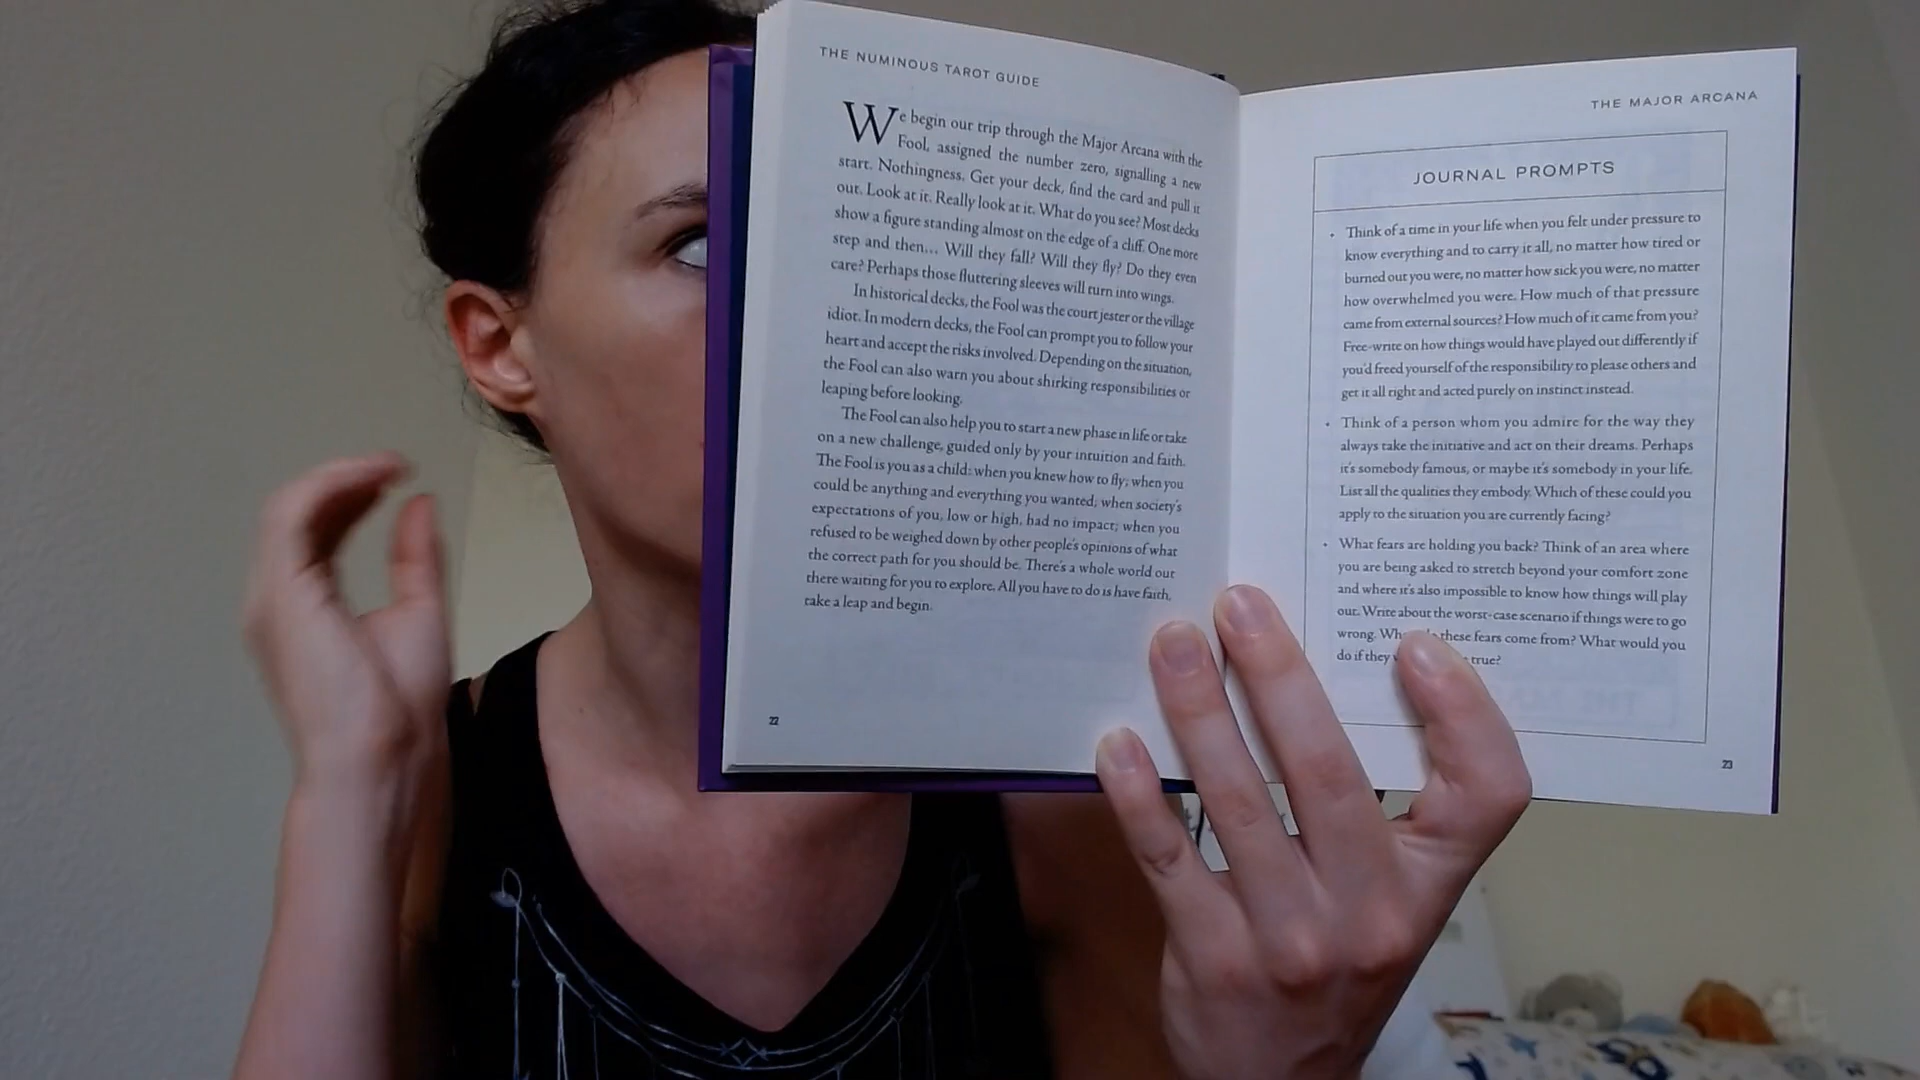 THE NUMINOUS TAROT GUIDE
We begin our trip through the Major Arcana with the
Fool, assigned the number zero, signalling a new
start. Nothingness. Get your deck, find the card and pull it
out. Look at it. Really look at it. What do you see? Most decks
show a figure standing almost on the edge of a cliff. One more
step and then... Will they fall? Will they fly? Do they even
care? Perhaps those fluttering sleeves will turn into wings.
In historical decks, the Fool was the court jester or the village
idiot. In modern decks, the Fool can prompt you to follow your
heart and accept the risks involved. Depending on the situation,
the Fool can also warn you about shirking responsibilities or
leaping before looking.
The Fool can also help you to start a new phase in life or take
on a new challenge, guided only by your intuition and faith.
The Fool is you as a child: when you knew how to fly; when you
could be anything and everything you wanted; when society's
expectations of you, low or high, had no impact; when you
refused to be weighed down by other people's opinions of what
the correct path for you should be. There's a whole world out
there waiting for you to explore. All you have to do is have faith,
take a leap and begin.
22
THE MAJOR ARCANA
JOURNAL PROMPTS
• Think of a time in your life when you felt under pressure to
know everything and to carry it all, no matter how tired or
burned out you were, no matter how sick you were, no matter
how overwhelmed you were. How much of that pressure
came from external sources? How much of it came from you?
Free-write on how things would have played out differently if
you'd freed yourself of the responsibility to please others and
get it all right and acted purely on instinct instead.
• Think of a person whom you admire for the way they
always take the initiative and act on their dreams. Perhaps
it's somebody famous, or maybe it's somebody in your life.
List all the qualities they embody. Which of these could you
apply to the situation you are currently facing?
• What fears are holding you back? Think of an area where
you are being asked to stretch beyond your comfort zone
and where it's also impossible to know how things will play
out. Write about the worst-case scenario if things were to go
wrong. these fears come from? What would you
do if they true?
23